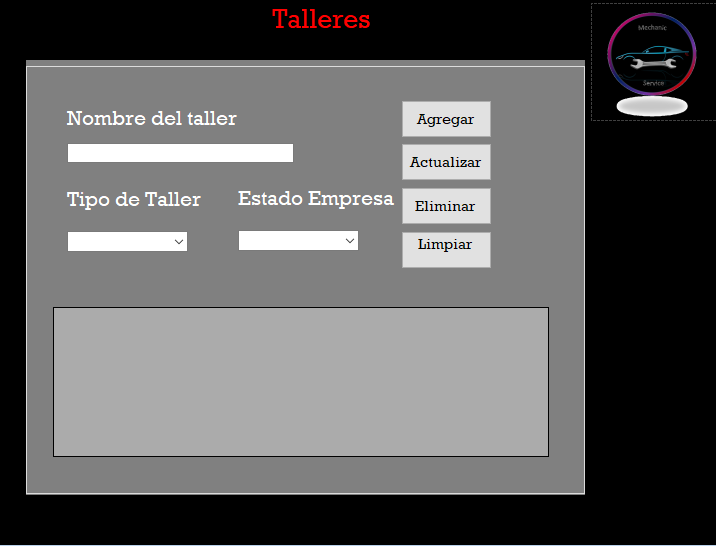 Talleres
Mechanic
Service
Nombre del taller
Agregar
Actualizar
Tipo de Taller
Estado Empresa
Eliminar
Limpiar